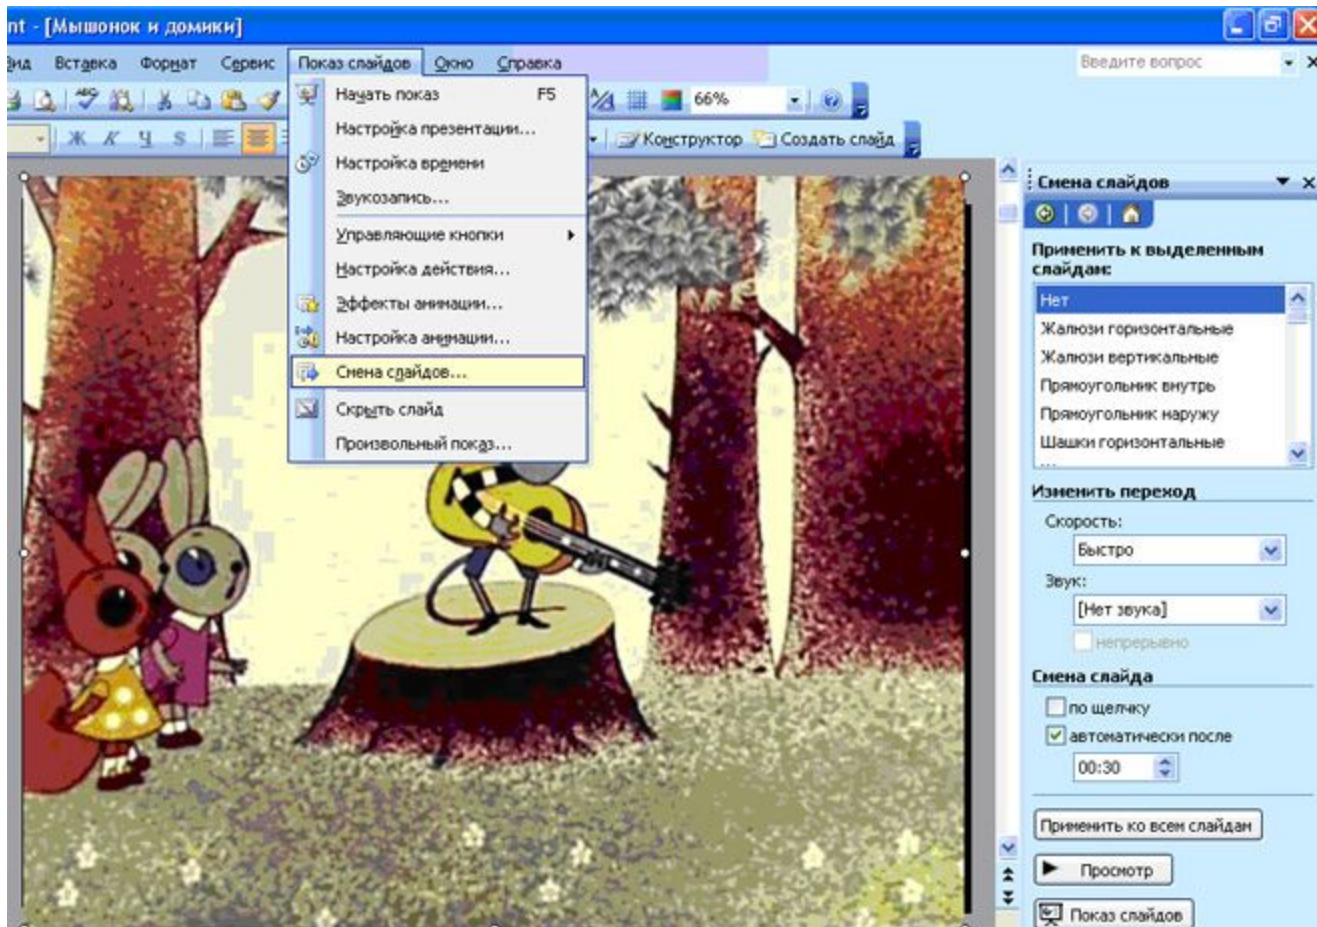 nt - [Мышонок и домики]
Вид Вставка Формат Сервис Показ слайдов Окно Справка
Введите вопрос
66%
Ж К Ч S
Конструктор Создать слайд
Начать показ F5
Настройка презентации...
Настройка времени
Звукозапись...
Управляющие кнопки
Настройка действия...
Эффекты анимации...
Настройка анимации...
Смена слайдов...
Скрыть слайд
Произвольный показ...
Смена слайдов
Применить к выделенным
слайдам:
Нет
Жалюзи горизонтальные
Жалюзи вертикальные
Прямоугольник внутрь
Прямоугольник наружу
Шашки горизонтальные
Изменить переход
Скорость:
Быстро
Звук:
[Нет звука]
непрерывно
Смена слайда
по щелчку
автоматически после
00:30
Применить ко всем слайдам
Просмотр
Показ слайдов